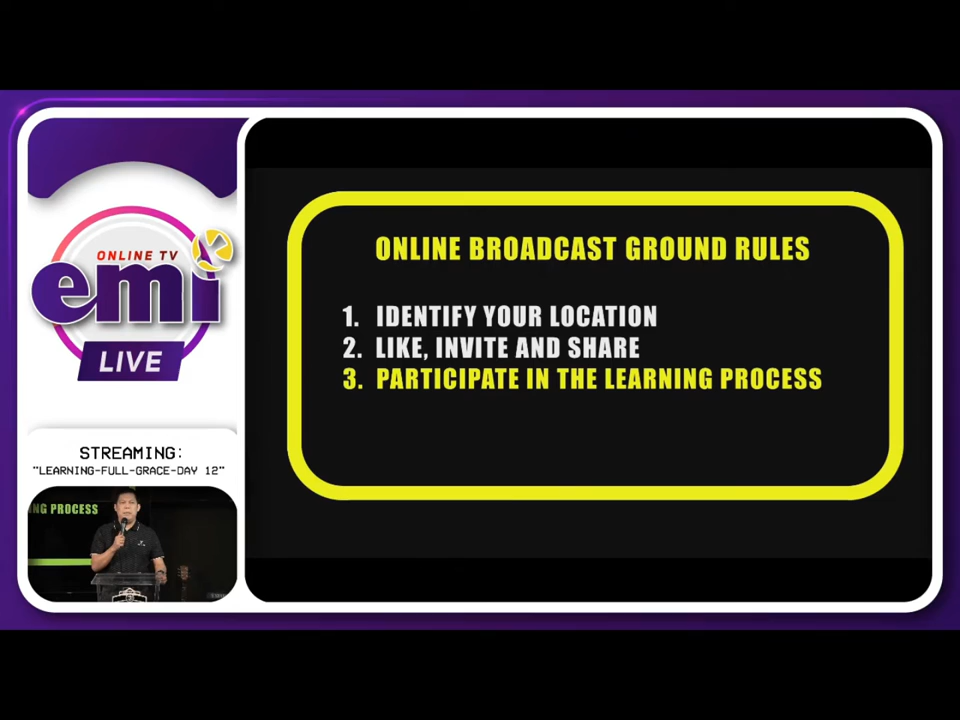 ONLINE TV
emi
LIVE
STREAMING:
"LEARNING-FULL-GRACE-DAY 12"
NG PROCESS
ONLINE BROADCAST GROUND RULES
1. IDENTIFY YOUR LOCATION
2. LIKE, INVITE AND SHARE
3. PARTICIPATE IN THE LEARNING PROCESS